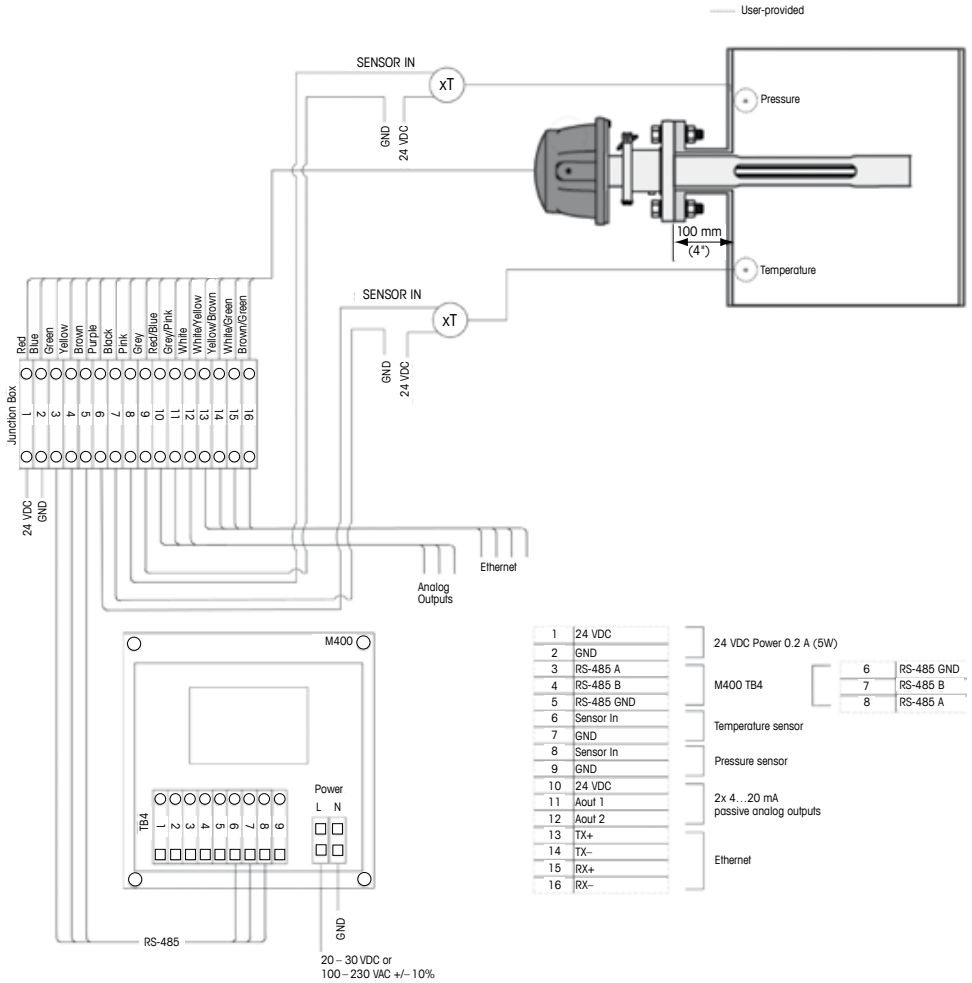 User-provided
SENSOR IN
xT
GND
24 VDC
Pressure
100 mm
(4")
Temperature
SENSOR IN
xT
GND
24 VDC
Red
Blue
Green
Yellow
Brown
Purple
Black
Pink
Grey
Red/Blue
Grey/Pink
White
White/Yellow
Yellow/Brown
White/Green
Brown/Green
Junction Box
1 2 3 4 5 6 7 8 9 10 11 12 13 14 15 16
24 VDC
GND
Analog
Outputs
Ethernet
M400
Power
L N
TB4
1 2 3 4 5 6 7 8 9
RS-485
GND
20 – 30 VDC or
100 – 230 VAC +/– 10%
1 24 VDC
2 GND
3 RS-485 A
4 RS-485 B
5 RS-485 GND
6 Sensor In
7 GND
8 Sensor In
9 GND
10 24 VDC
11 Aout 1
12 Aout 2
13 TX+
14 TX–
15 RX+
16 RX–
24 VDC Power 0.2 A (5W)
M400 TB4
6 RS-485 GND
7 RS-485 B
8 RS-485 A
Temperature sensor
Pressure sensor
2x 4…20 mA
passive analog outputs
Ethernet